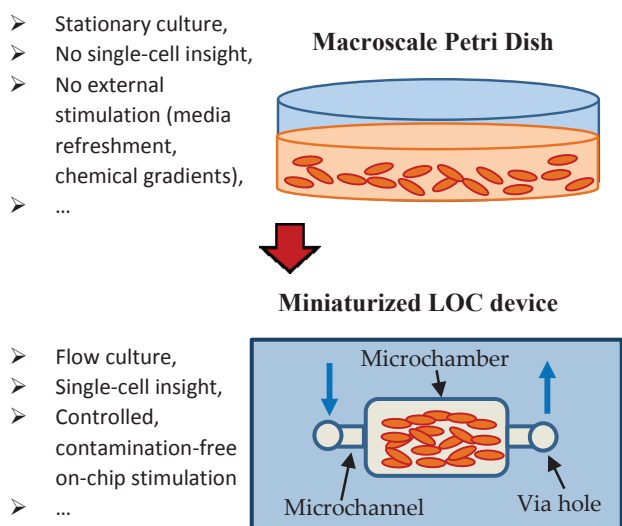 ➢ Stationary culture,
➢ No single-cell insight,
➢ No external
stimulation (media
refreshment,
chemical gradients),
➢ ...
Macroscale Petri Dish
Miniaturized LOC device
➢ Flow culture,
➢ Single-cell insight,
➢ Controlled,
contamination-free
on-chip stimulation
➢ ...
Microchamber
Microchannel
Via hole